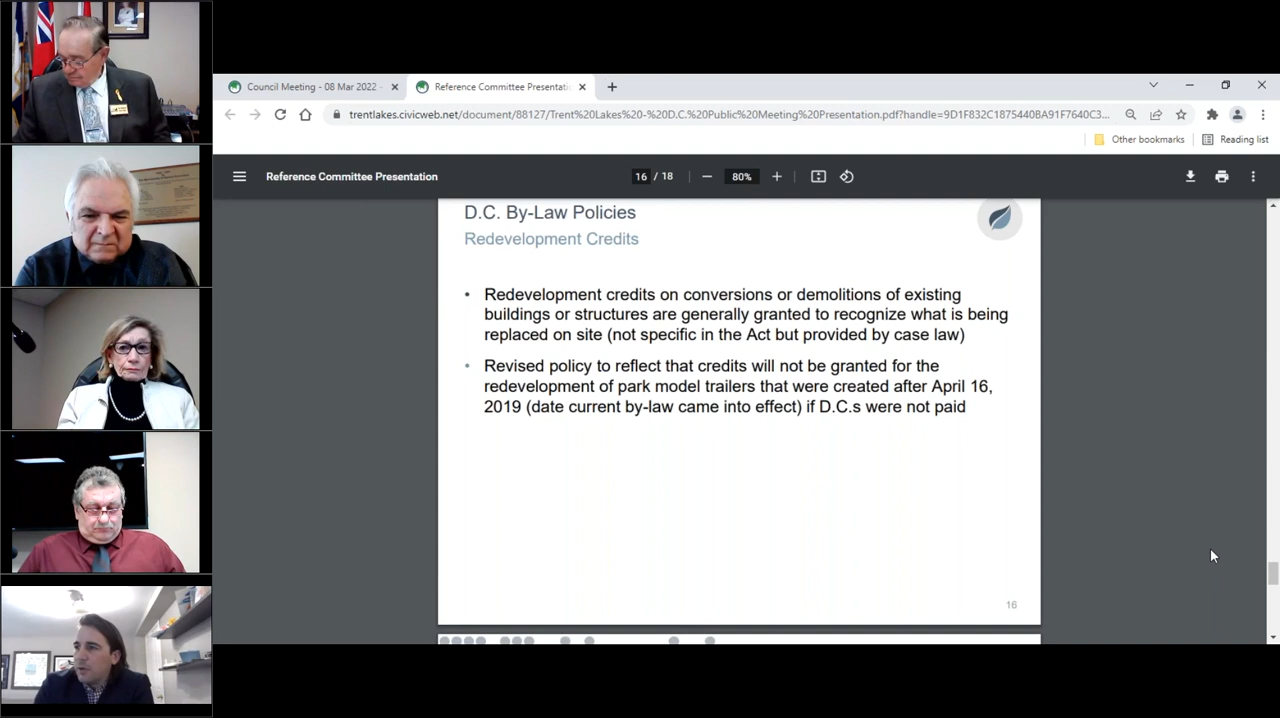 Council Meeting - 08 Mar 2022 -
Reference Committee Presentati
trentlakes.civicweb.net/document/88127/Trent%20Lakes%20-%20D.C.%20Public%20Meeting%20Presentation.pdf?handle=9D1F832C1875440BA91F7640C3...
Other bookmarks
Reading list
Reference Committee Presentation
16 / 18
80%
D.C. By-Law Policies
Redevelopment Credits
• Redevelopment credits on conversions or demolitions of existing
buildings or structures are generally granted to recognize what is being
replaced on site (not specific in the Act but provided by case law)
• Revised policy to reflect that credits will not be granted for the
redevelopment of park model trailers that were created after April 16,
2019 (date current by-law came into effect) if D.C.s were not paid
16